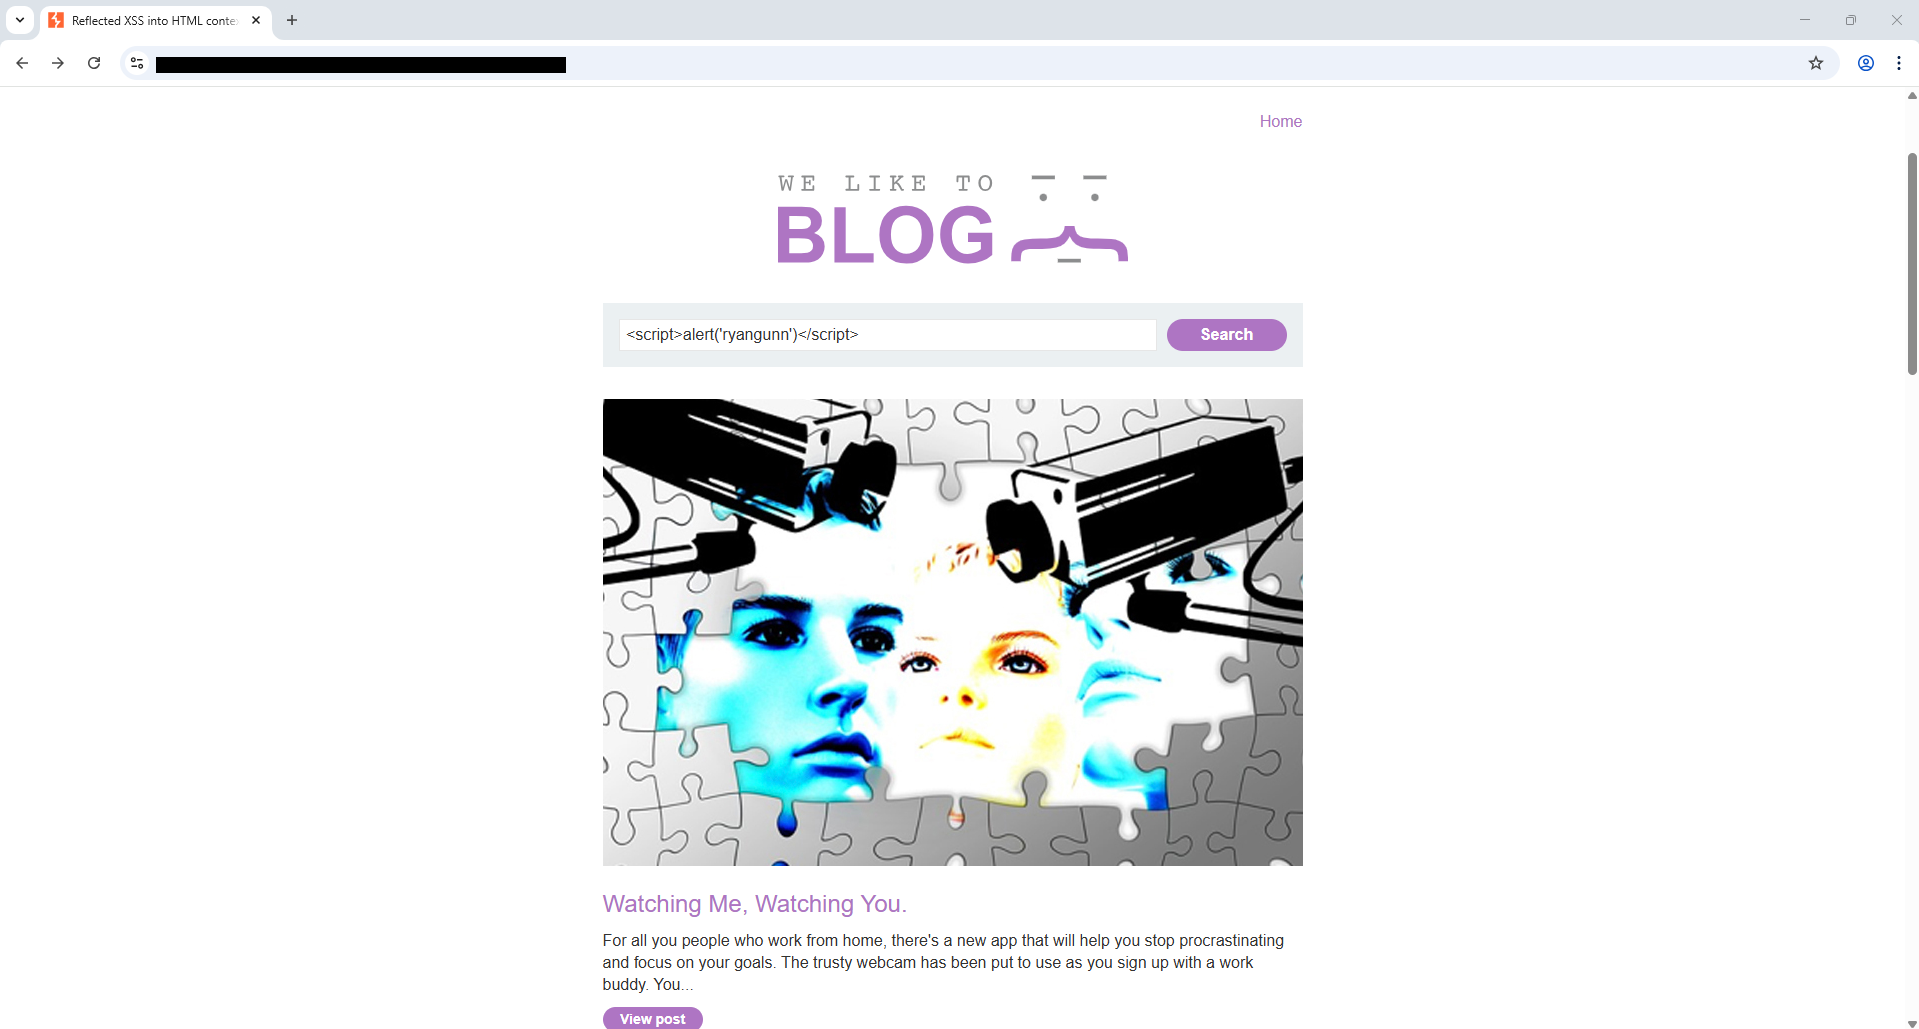 Reflected XSS into HTML conte
Home
WE LIKE TO
BLOG
<script>alert('ryangunn')</script>
Search
Watching Me, Watching You.
For all you people who work from home, there's a new app that will help you stop procrastinating
and focus on your goals. The trusty webcam has been put to use as you sign up with a work
buddy. You...
View post